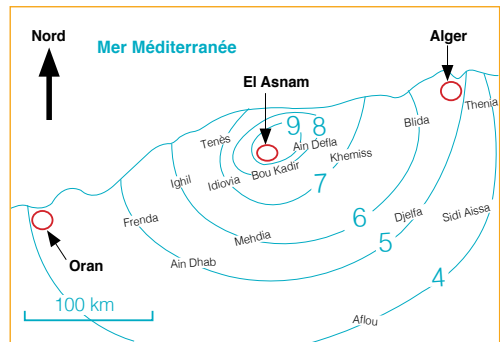 Nord
Mer Méditerranée
Alger
El Asnam
Thenia
Blida
Tenès
9
8
Ain Defla
Khemiss
Bou Kadir
Ighil
Idiovia
7
Frenda
6
Djelfa
Sidi Aissa
Mehdia
5
Oran
Ain Dhab
4
100 km
Aflou